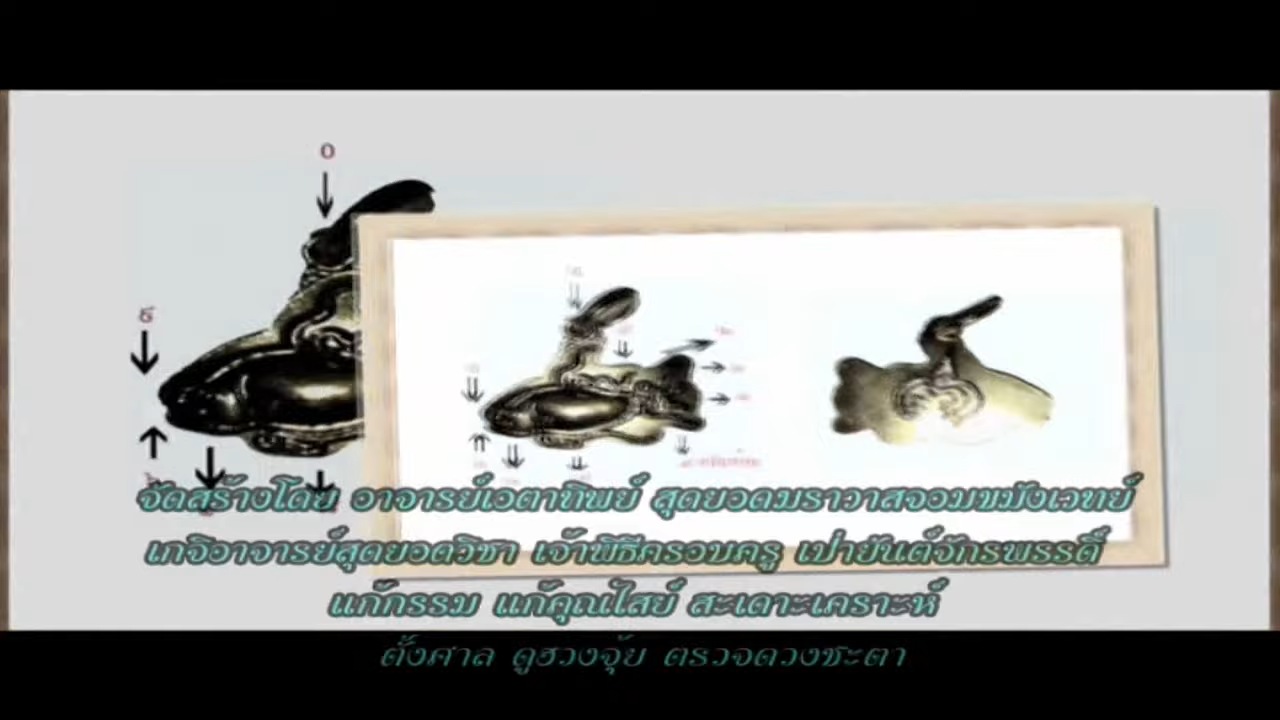 ๐
ธ
จัดสร้างโดย อาจารย์เวตาทิพย์ สุดยอดฆราวาสจอมขมังเวทย์
เกจิอาจารย์สุดยอดวิชา เจ้าพิธีครอบครู เป่ายันต์จักรพรรดิ์
แก้กรรม แก้คุณไสย์ สะเดาะเคราะห์
ตั้งศาล ดูฮวงจุ้ย ตรวจดวงชะตา